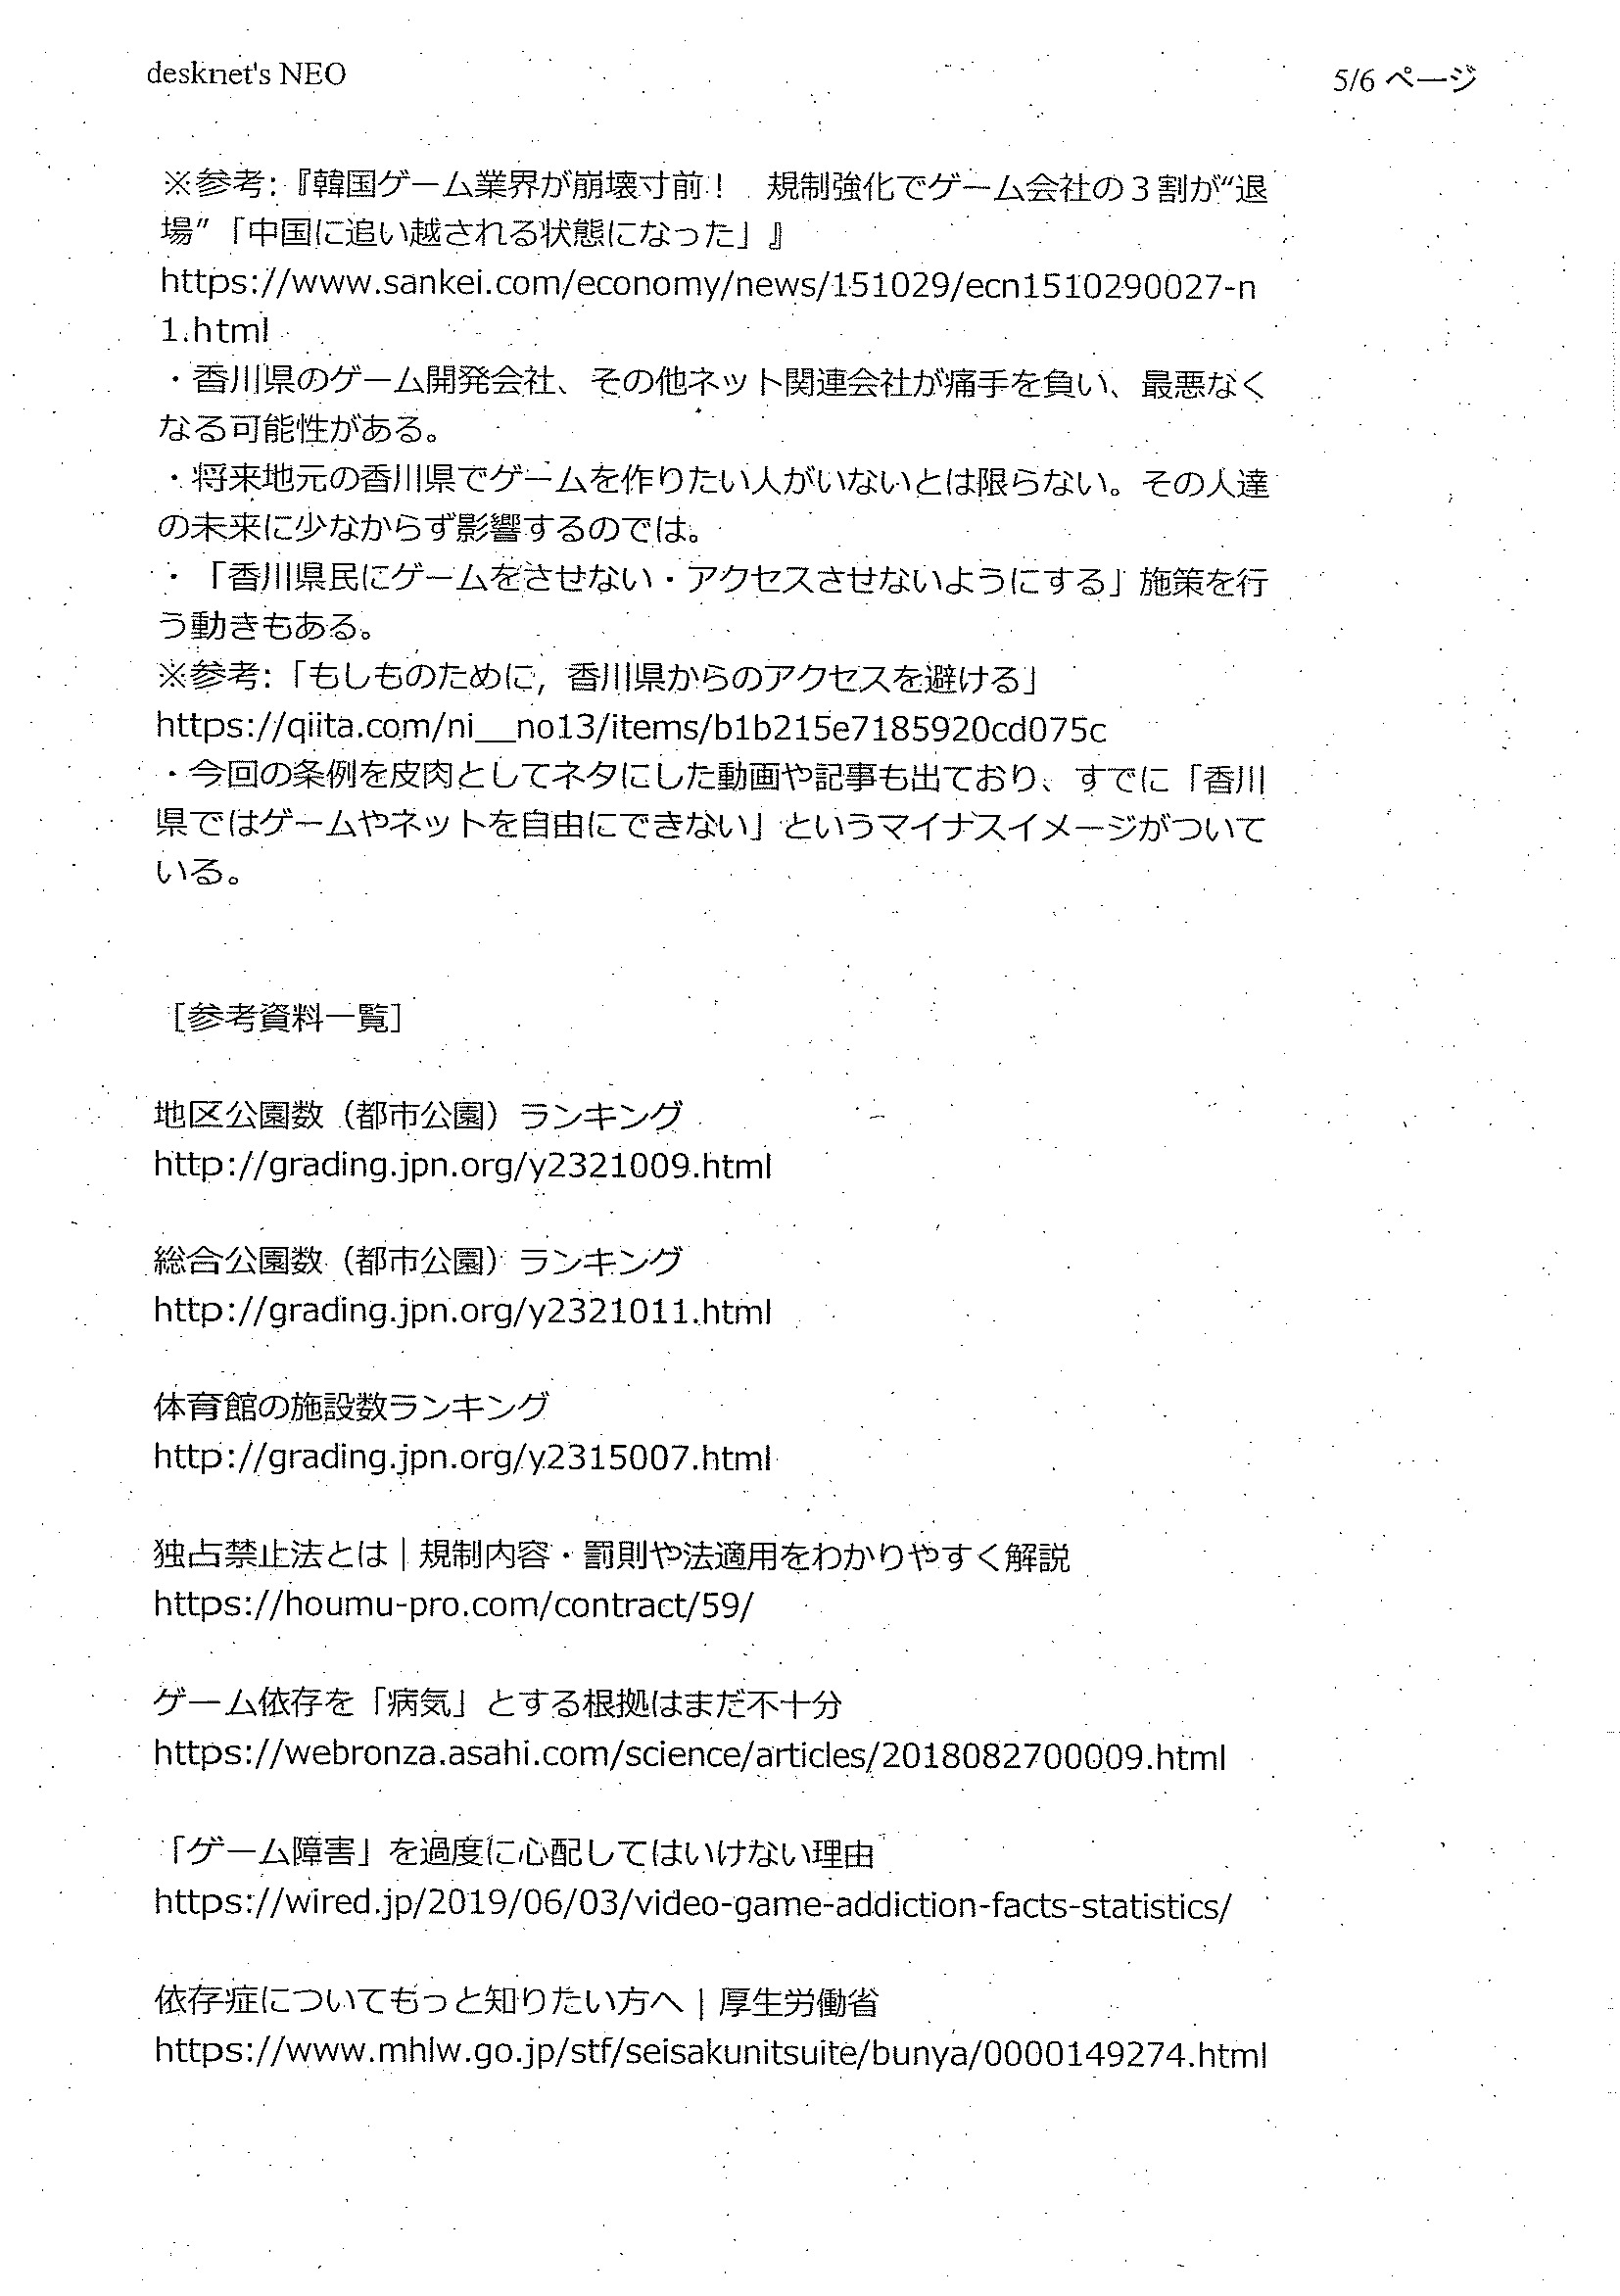 desknet's NEO
5/6 ページ
※参考:『韓国ゲーム業界が崩壊寸前！　規制強化でゲーム会社の３割が“退
場”「中国に追い越される状態になった」』
https://www.sankei.com/economy/news/151029/ecn1510290027-n
1.html
・香川県のゲーム開発会社、その他ネット関連会社が痛手を負い、最悪なく
なる可能性がある。
・将来地元の香川県でゲームを作りたい人がいないとは限らない。その人達
の未来に少なからず影響するのでは。
・「香川県民にゲームをさせない・アクセスさせないようにする」施策を行
う動きもある。
※参考:「もしものために, 香川県からのアクセスを避ける」
https://qiita.com/ni__no13/items/b1b215e7185920cd075c
・今回の条例を皮肉としてネタにした動画や記事も出ており、すでに「香川
県ではゲームやネットを自由にできない」というマイナスイメージがついて
いる。
［参考資料一覧］
地区公園数（都市公園）ランキング
http://grading.jpn.org/y2321009.html
総合公園数（都市公園）ランキング
http://grading.jpn.org/y2321011.html
体育館の施設数ランキング
http://grading.jpn.org/y2315007.html
独占禁止法とは｜規制内容・罰則や法適用をわかりやすく解説
https://houmu-pro.com/contract/59/
ゲーム依存を「病気」とする根拠はまだ不十分
https://webronza.asahi.com/science/articles/2018082700009.html
「ゲーム障害」を過度に心配してはいけない理由
https://wired.jp/2019/06/03/video-game-addiction-facts-statistics/
依存症についてもっと知りたい方へ｜厚生労働省
https://www.mhlw.go.jp/stf/seisakunitsuite/bunya/0000149274.html